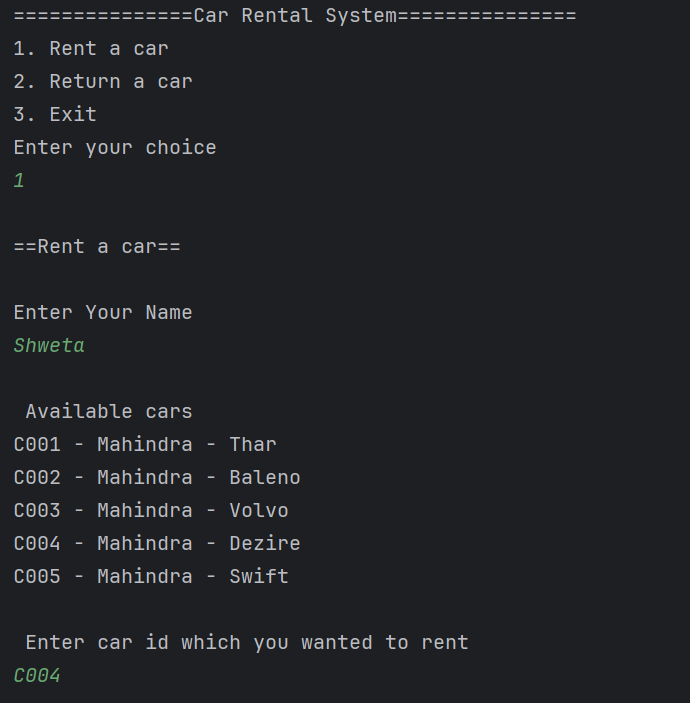 ===============Car Rental System===============
1. Rent a car
2. Return a car
3. Exit
Enter your choice
1
==Rent a car==
Enter Your Name
Shweta
Available cars
C001 - Mahindra - Thar
C002 - Mahindra - Baleno
C003 - Mahindra - Volvo
C004 - Mahindra - Dezire
C005 - Mahindra - Swift
Enter car id which you wanted to rent
C004